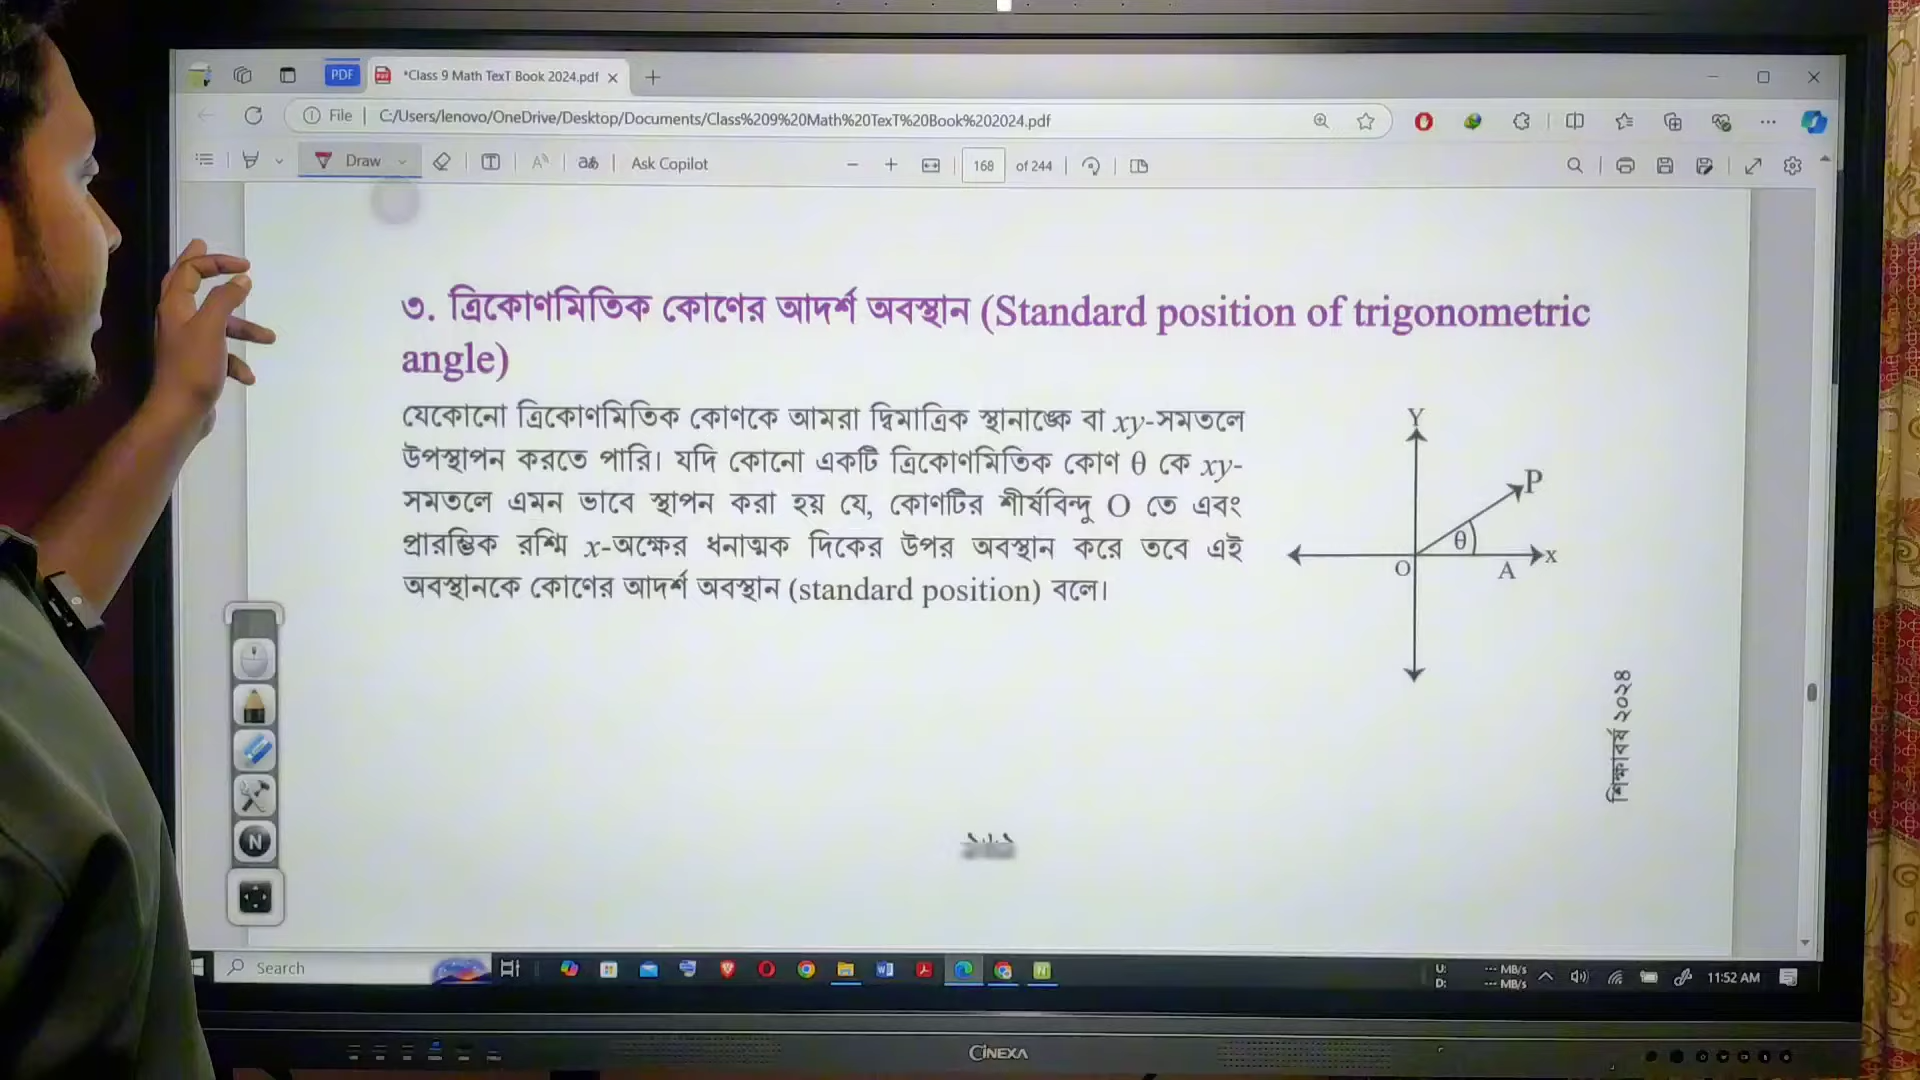 PDF *Class 9 Math TexT Book 2024.pdf
File C:/Users/lenovo/OneDrive/Desktop/Documents/Class%209%20Math%20TexT%20Book%202024.pdf
Draw Ask Copilot 168 of 244
৩. ত্রিকোণমিতিক কোণের আদর্শ অবস্থান (Standard position of trigonometric
angle)
যেকোনো ত্রিকোণমিতিক কোণকে আমরা দ্বিমাত্রিক স্থানাঙ্কে বা xy-সমতলে
উপস্থাপন করতে পারি। যদি কোনো একটি ত্রিকোণমিতিক কোণ θ কে xy-
সমতলে এমন ভাবে স্থাপন করা হয় যে, কোণটির শীর্ষবিন্দু O তে এবং
প্রারম্ভিক রশ্মি x-অক্ষের ধনাত্মক দিকের উপর অবস্থান করে তবে এই
অবস্থানকে কোণের আদর্শ অবস্থান (standard position) বলে।
Y
P
θ
x
O A
শিক্ষাবর্ষ ২০২৪
N
Search
U: --- MB/s
D: --- MB/s
11:52 AM
CINEXA